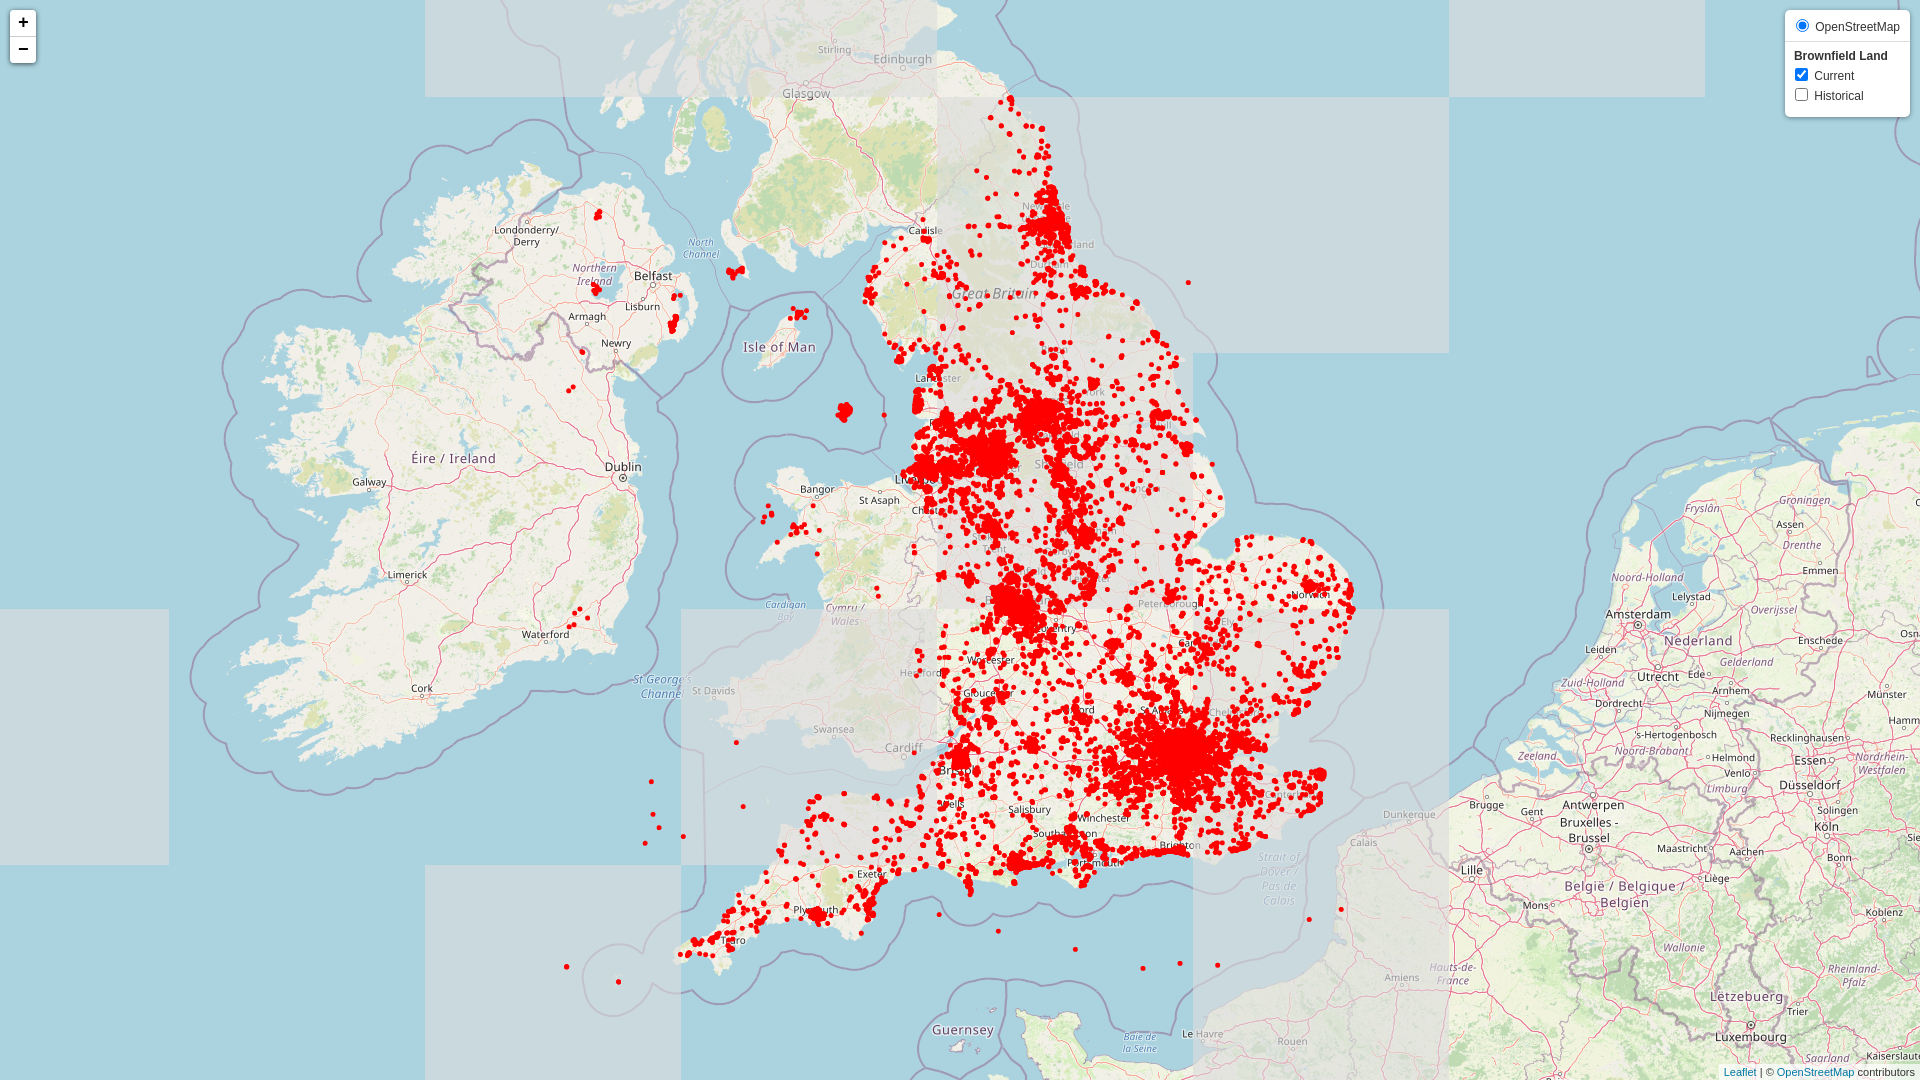 +
−
OpenStreetMap
Brownfield Land
Current
Historical
Stirling
Edinburgh
Glasgow
Londonderry/
Derry
North
Channel
Carlisle
Northern
Ireland
Belfast
Lisburn
Armagh
Newry
Great Britain
Isle of Man
Éire / Ireland
Dublin
Galway
Bangor
St Asaph
Limerick
Waterford
Cork
Cardigan
Bay
Cymru /
Wales
St George's
Channel
St Davids
Swansea
Cardiff
Worcester
Peterborough
Ely
Norwich
Wells
Salisbury
Winchester
Southampton
Portsmouth
Brighton
Exeter
Plymouth
Truro
Strait of
Dover /
Pas de
Calais
Dunkerque
Calais
Guernsey
Baie de
la Seine
Le Havre
Rouen
Amiens
Hauts-de-
France
Groningen
Fryslân
Assen
Drenthe
Emmen
Noord-Holland
Lelystad
Amsterdam
Overijssel
Nederland
Enschede
Leiden
Gelderland
Utrecht
Ede
Zuid-Holland
Arnhem
Münster
Dordrecht
Nijmegen
's-Hertogenbosch
Recklinghausen
Noord-Brabant
Zeeland
Helmond
Essen
Venlo
Limburg
Düsseldorf
Brugge
Gent
Antwerpen
Solingen
Bruxelles -
Brussel
Köln
Maastricht
Aachen
Bonn
Lille
Liège
België / Belgique /
Belgien
Mons
Koblenz
Wallonie
Rheinland-
Pfalz
Lëtzebuerg
Trier
Luxembourg
Saarland
Leaflet | © OpenStreetMap contributors